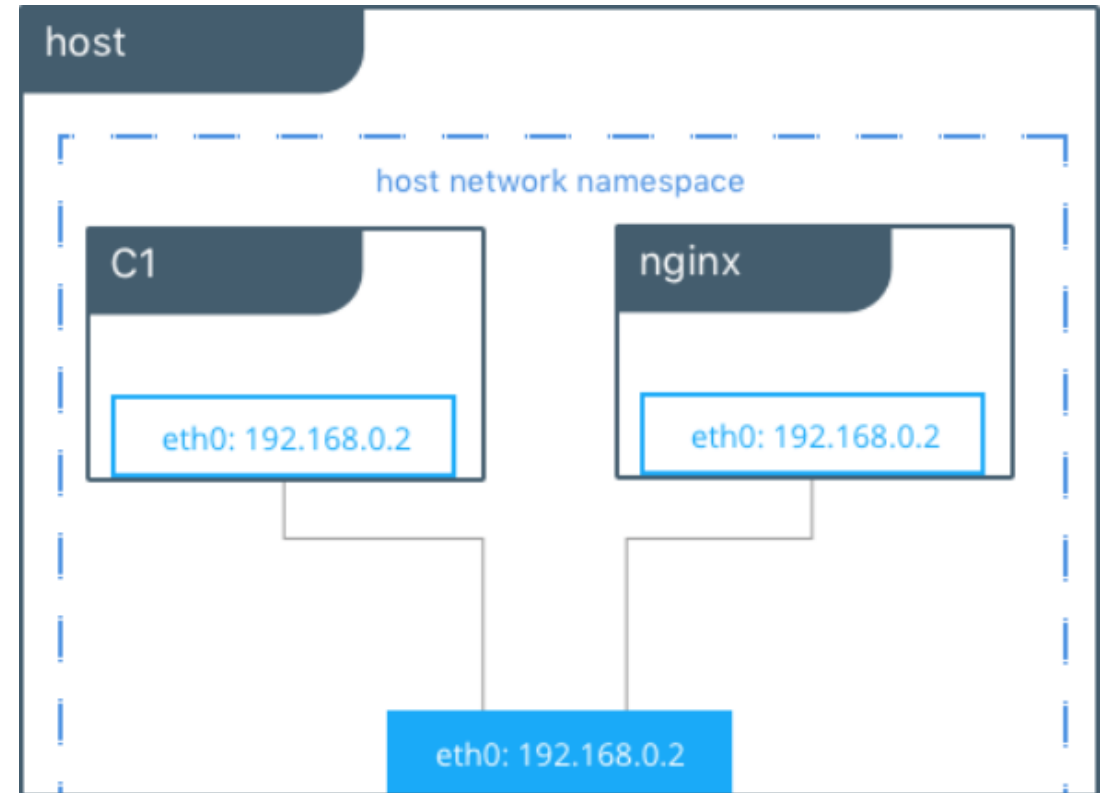 host
host network namespace
C1
nginx
eth0: 192.168.0.2
eth0: 192.168.0.2
eth0: 192.168.0.2